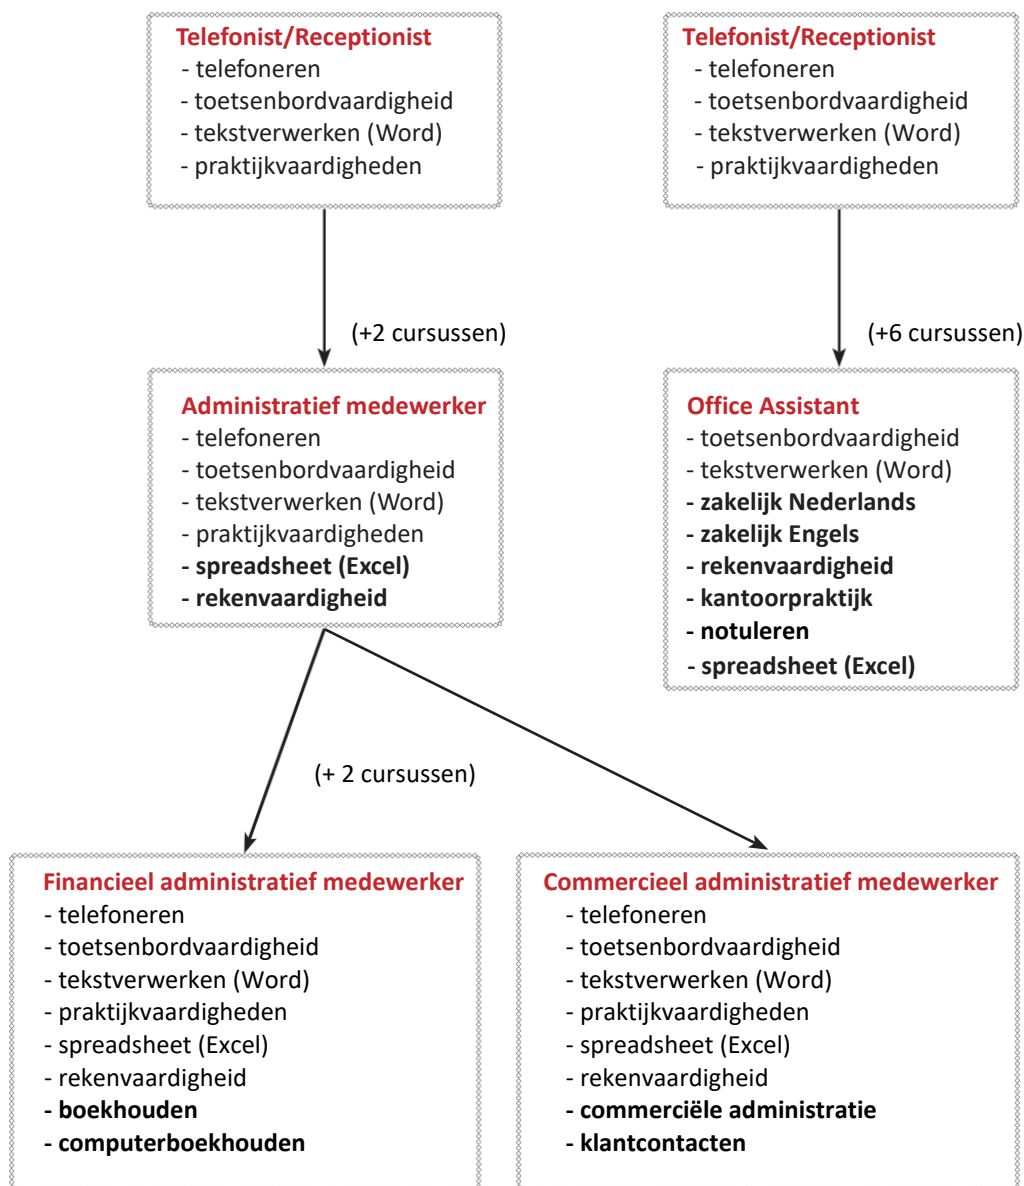 Telefonist/Receptionist
- telefoneren
- toetsenbordvaardigheid
- tekstverwerken (Word)
- praktijkvaardigheden
Telefonist/Receptionist
- telefoneren
- toetsenbordvaardigheid
- tekstverwerken (Word)
- praktijkvaardigheden
(+2 cursussen)
(+6 cursussen)
Administratief medewerker
- telefoneren
- toetsenbordvaardigheid
- tekstverwerken (Word)
- praktijkvaardigheden
- spreadsheet (Excel)
- rekenvaardigheid
Office Assistant
- toetsenbordvaardigheid
- tekstverwerken (Word)
- zakelijk Nederlands
- zakelijk Engels
- rekenvaardigheid
- kantoorpraktijk
- notuleren
- spreadsheet (Excel)
(+ 2 cursussen)
Financieel administratief medewerker
- telefoneren
- toetsenbordvaardigheid
- tekstverwerken (Word)
- praktijkvaardigheden
- spreadsheet (Excel)
- rekenvaardigheid
- boekhouden
- computerboekhouden
Commercieel administratief medewerker
- telefoneren
- toetsenbordvaardigheid
- tekstverwerken (Word)
- praktijkvaardigheden
- spreadsheet (Excel)
- rekenvaardigheid
- commerciële administratie
- klantcontacten